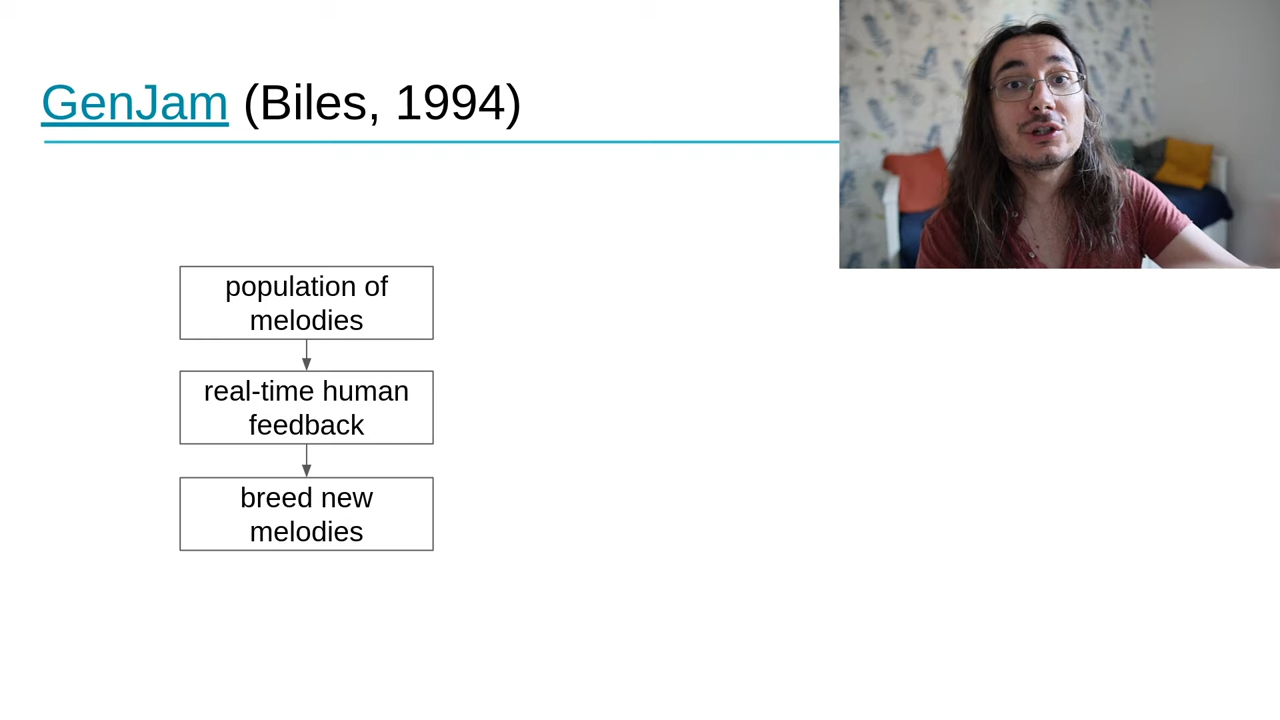 GenJam (Biles, 1994)
population of
melodies
real-time human
feedback
breed new
melodies